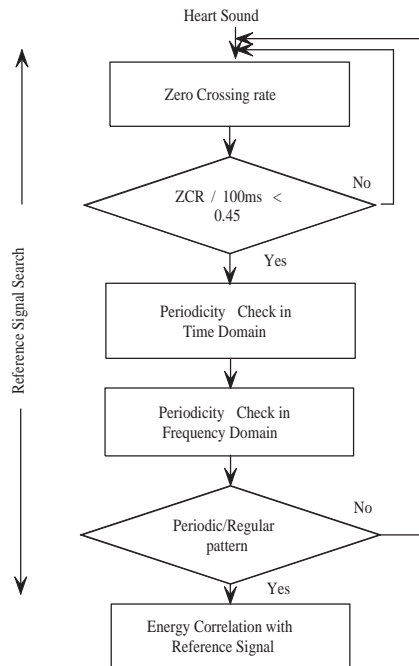 Heart Sound
Zero Crossing rate
No
ZCR / 100ms <
0.45
Yes
Reference Signal Search
Periodicity Check in
Time Domain
Periodicity Check in
Frequency Domain
No
Periodic/Regular
pattern
Yes
Energy Correlation with
Reference Signal